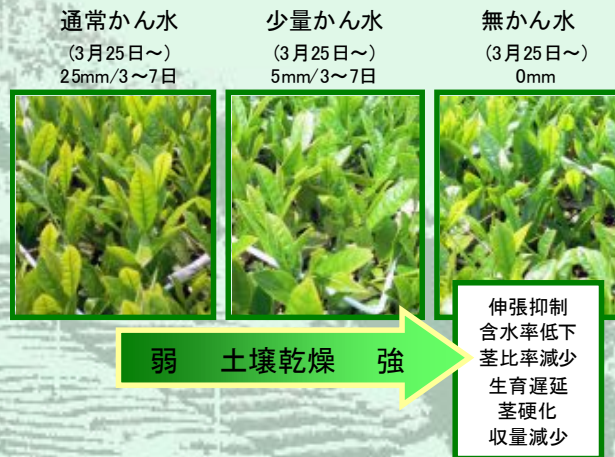 通常かん水
(3月25日～)
25mm/3～7日
少量かん水
(3月25日～)
5mm/3～7日
無かん水
(3月25日～)
0mm
弱 土壌乾燥 強
伸張抑制
含水率低下
茎比率減少
生育遅延
茎硬化
収量減少